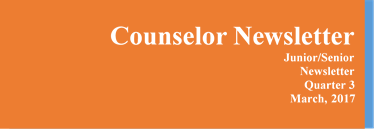 Counselor Newsletter
Junior/Senior
Newsletter
Quarter 3
March, 2017